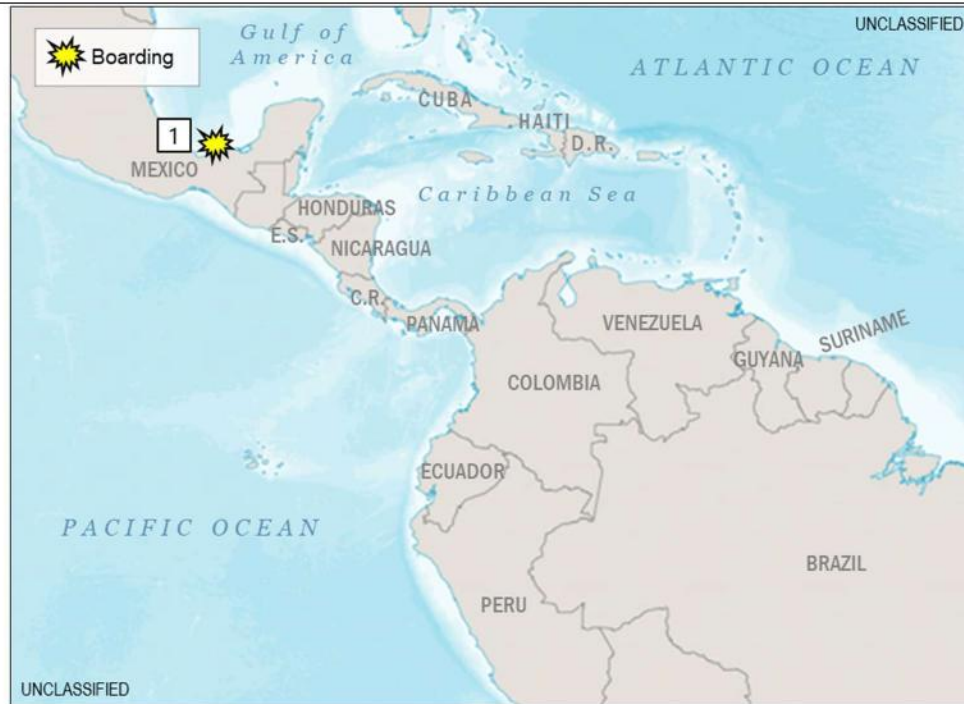 UNCLASSIFIED
Boarding
Gulf of
America
ATLANTIC OCEAN
CUBA
HAITI
D.R.
1
MEXICO
Caribbean Sea
HONDURAS
E.S.
NICARAGUA
C.R.
PANAMA
VENEZUELA
SURINAME
GUYANA
COLOMBIA
ECUADOR
PACIFIC OCEAN
BRAZIL
PERU
UNCLASSIFIED